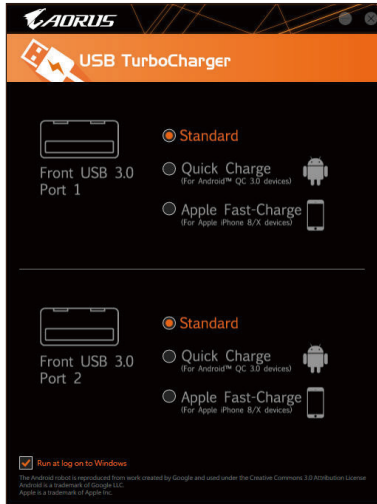 AORUS
USB TurboCharger
Front USB 3.0
Port 1
Standard
Quick Charge
(For Android™ QC 3.0 devices)
Apple Fast-Charge
(For Apple iPhone 8/X devices)
Front USB 3.0
Port 2
Standard
Quick Charge
(For Android™ QC 3.0 devices)
Apple Fast-Charge
(For Apple iPhone 8/X devices)
Run at log on to Windows
The Android robot is reproduced from work created by Google and used under the Creative Commons 3.0 Attribution License
Android is a trademark of Google LLC.
Apple is a trademark of Apple Inc.